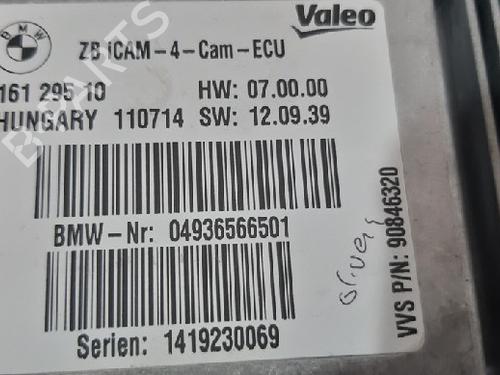 BMW
Valeo
ZB iCAM-4-Cam-ECU
161 295 10 HW: 07.00.00
HUNGARY 110714 SW: 12.09.39
BMW-Nr: 04936566501
Serien: 1419230069
VVS P/N: 90846320